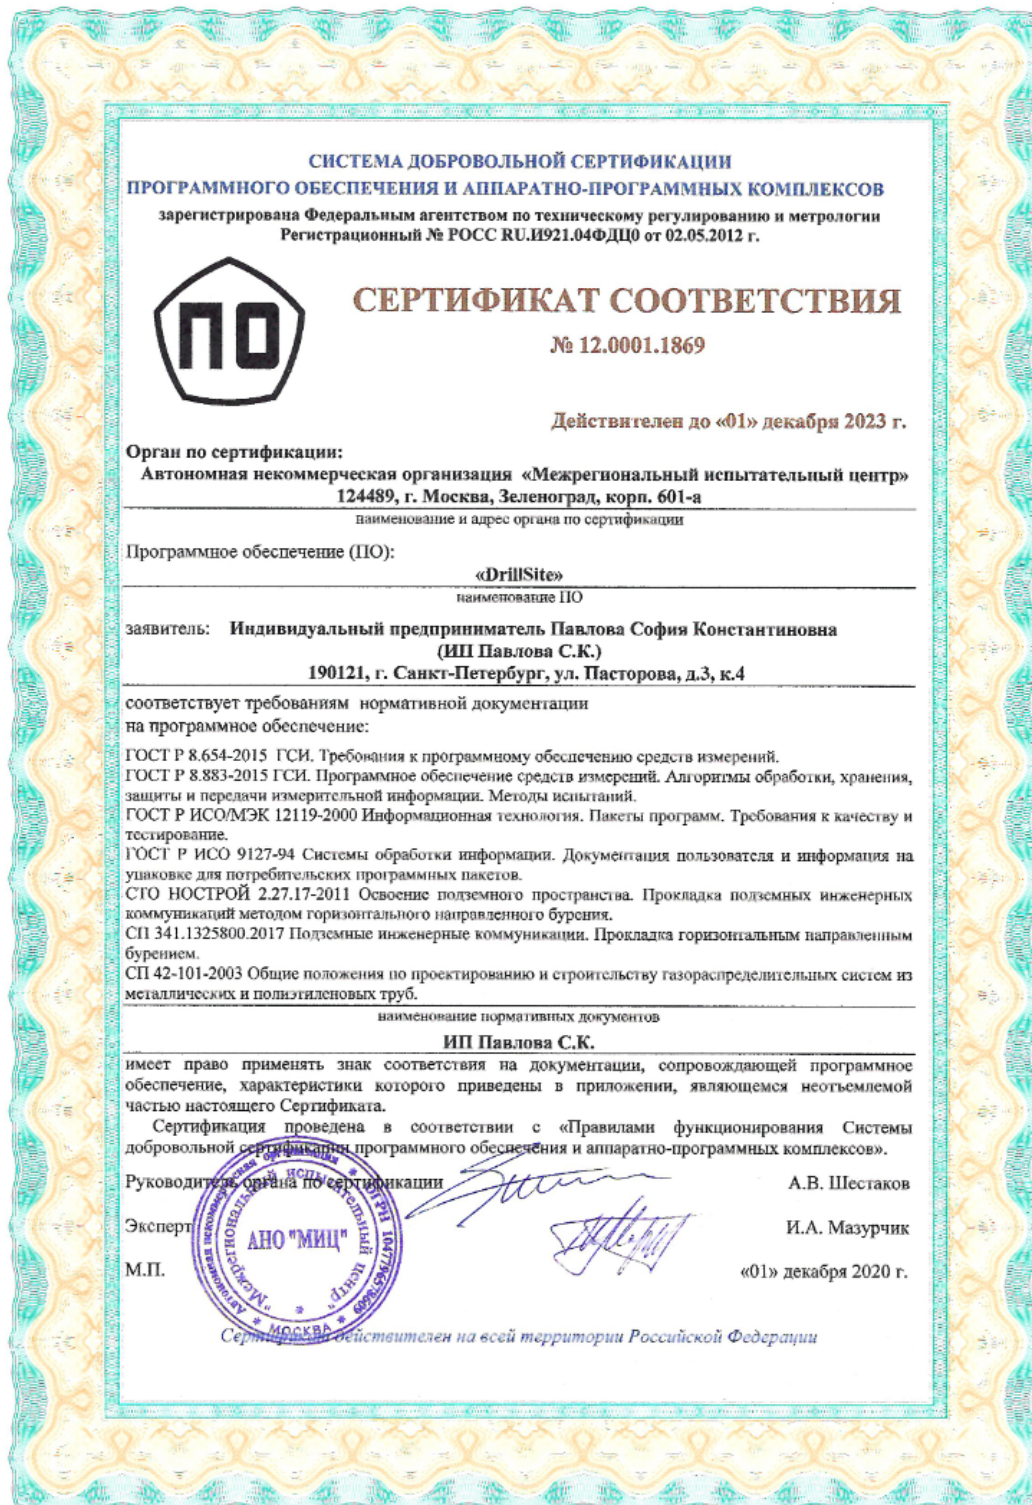 СИСТЕМА ДОБРОВОЛЬНОЙ СЕРТИФИКАЦИИ
ПРОГРАММНОГО ОБЕСПЕЧЕНИЯ И АППАРАТНО-ПРОГРАММНЫХ КОМПЛЕКСОВ
зарегистрирована Федеральным агентством по техническому регулированию и метрологии
Регистрационный № РОСС RU.И921.04ФДЦ0 от 02.05.2012 г.
ПО
СЕРТИФИКАТ СООТВЕТСТВИЯ
№ 12.0001.1869
Действителен до «01» декабря 2023 г.
Орган по сертификации:
Автономная некоммерческая организация «Межрегиональный испытательный центр»
124489, г. Москва, Зеленоград, корп. 601-а
наименование и адрес органа по сертификации
Программное обеспечение (ПО):
«DrillSite»
наименование ПО
заявитель: Индивидуальный предприниматель Павлова София Константиновна
(ИП Павлова С.К.)
190121, г. Санкт-Петербург, ул. Пасторова, д.3, к.4
соответствует требованиям нормативной документации
на программное обеспечение:
ГОСТ Р 8.654-2015 ГСИ. Требования к программному обеспечению средств измерений.
ГОСТ Р 8.883-2015 ГСИ. Программное обеспечение средств измерений. Алгоритмы обработки, хранения,
защиты и передачи измерительной информации. Методы испытаний.
ГОСТ Р ИСО/МЭК 12119-2000 Информационная технология. Пакеты программ. Требования к качеству и
тестирование.
ГОСТ Р ИСО 9127-94 Системы обработки информации. Документация пользователя и информация на
упаковке для потребительских программных пакетов.
СТО НОСТРОЙ 2.27.17-2011 Освоение подземного пространства. Прокладка подземных инженерных
коммуникаций методом горизонтального направленного бурения.
СП 341.1325800.2017 Подземные инженерные коммуникации. Прокладка горизонтальным направленным
бурением.
СП 42-101-2003 Общие положения по проектированию и строительству газораспределительных систем из
металлических и полиэтиленовых труб.
наименование нормативных документов
ИП Павлова С.К.
имеет право применять знак соответствия на документации, сопровождающей программное
обеспечение, характеристики которого приведены в приложении, являющемся неотъемлемой
частью настоящего Сертификата.
Сертификация проведена в соответствии с «Правилами функционирования Системы
добровольной сертификации программного обеспечения и аппаратно-программных комплексов».
Руководитель органа по сертификации А.В. Шестаков
Эксперт И.А. Мазурчик
М.П. «01» декабря 2020 г.
Автономная некоммерческая организация * ОГРН 1047796578609 * МОСКВА *
"Межрегиональный испытательный центр" *
АНО "МИЦ"
Сертификат действителен на всей территории Российской Федерации